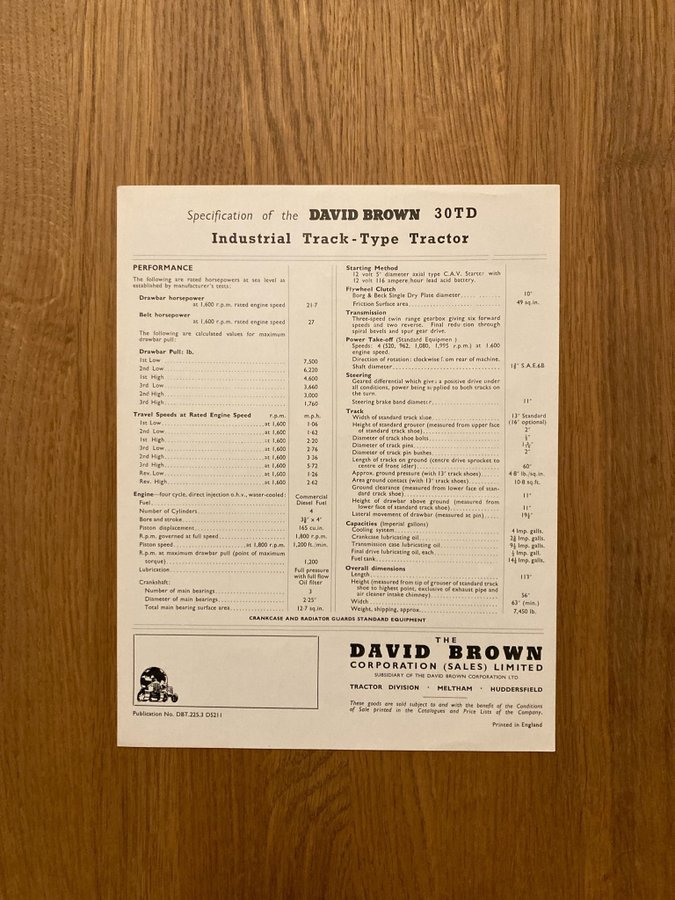 Specification of the DAVID BROWN 30TD
Industrial Track-Type Tractor
PERFORMANCE
The following are rated horsepowers at sea level as
established by manufacturer's tests:
Drawbar horsepower
at 1,600 r.p.m. rated engine speed 21·7
Belt horsepower
at 1,600 r.p.m. rated engine speed 27
The following are calculated values for maximum
drawbar pull:
Drawbar Pull: lb.
1st Low 7,500
2nd Low 6,220
1st High 4,600
3rd Low 3,660
2nd High 3,000
3rd High 1,760
Travel Speeds at Rated Engine Speed r.p.m. m.p.h.
1st Low at 1,600 1·06
2nd Low at 1,600 1·62
1st High at 1,600 2·20
3rd Low at 1,600 2·76
2nd High at 1,600 3·36
3rd High at 1,600 5·72
Rev. Low at 1,600 1·26
Rev. High at 1,600 2·62
Engine—four cycle, direct injection o.h.v., water-cooled: Commercial
Fuel Diesel Fuel
Number of Cylinders 4
Bore and stroke × 4"
Piston displacement 165 cu.in.
R.p.m. governed at full speed 1,800 r.p.m.
Piston speed at 1,800 r.p.m. 1,200 ft./min.
R.p.m. at maximum drawbar pull (point of maximum
torque) 1,200
Lubrication Full pressure
with full flow
Oil filter
Crankshaft:
Number of main bearings 3
Diameter of main bearings 2·25"
Total main bearing surface area 12·7 sq.in.
Starting Method
12 volt 5" diameter axial type C.A.V. Starter with
12 volt 116 ampere hour lead acid battery.
Flywheel Clutch
Borg & Beck Single Dry Plate diameter 10"
Friction Surface area 49 sq.in.
Transmission
Three-speed twin range gearbox giving six forward
speeds and two reverse. Final reduction through
spiral bevels and spur gear drive.
Power Take-off (Standard Equipment)
Speeds: 4 (520, 962, 1,080, 1,995 r.p.m.) at 1,600
engine speed.
Direction of rotation: clockwise from rear of machine.
Shaft diameter S.A.E.6B
Steering
Geared differential which gives a positive drive under
all conditions, power being supplied to both tracks on
the turn.
Steering brake band diameter 11"
Track
Width of standard track shoe 13" Standard
(16" optional)
Height of standard grouter (measured from upper face
of standard track shoe) 2"
Diameter of track shoe bolts
Diameter of track pins
Diameter of track pin bushes 2"
Length of tracks on ground (centre drive sprocket to
centre of front idler) 60"
Approx. ground pressure (with 13" track shoes) 4·8" lb./sq.in.
Area ground contact (with 13" track shoes) 10·8 sq.ft.
Ground clearance (measured from lower face of stan-
dard track shoe) 11"
Height of drawbar above ground (measured from
lower face of standard track shoe) 11"
Lateral movement of drawbar (measured at pin) 19½"
Capacities (Imperial gallons)
Cooling system 4 Imp. galls.
Crankcase lubricating oil Imp. galls.
Transmission case lubricating oil Imp. galls.
Final drive lubricating oil, each Imp. gall.
Fuel tank Imp. galls.
Overall dimensions
Length 113"
Height (measured from tip of grouter of standard track
shoe to highest point, exclusive of exhaust pipe and
air cleaner intake chimney) 56"
Width 63" (min.)
Weight, shipping, approx. 7,450 lb.
CRANKCASE AND RADIATOR GUARDS STANDARD EQUIPMENT
THE
DAVID BROWN
CORPORATION (SALES) LIMITED
SUBSIDIARY OF THE DAVID BROWN CORPORATION LTD
TRACTOR DIVISION · MELTHAM · HUDDERSFIELD
These goods are sold subject to and with the benefit of the Conditions
of Sale printed in the Catalogues and Price Lists of the Company.
Publication No. DBT.225.3 D5211
Printed in England